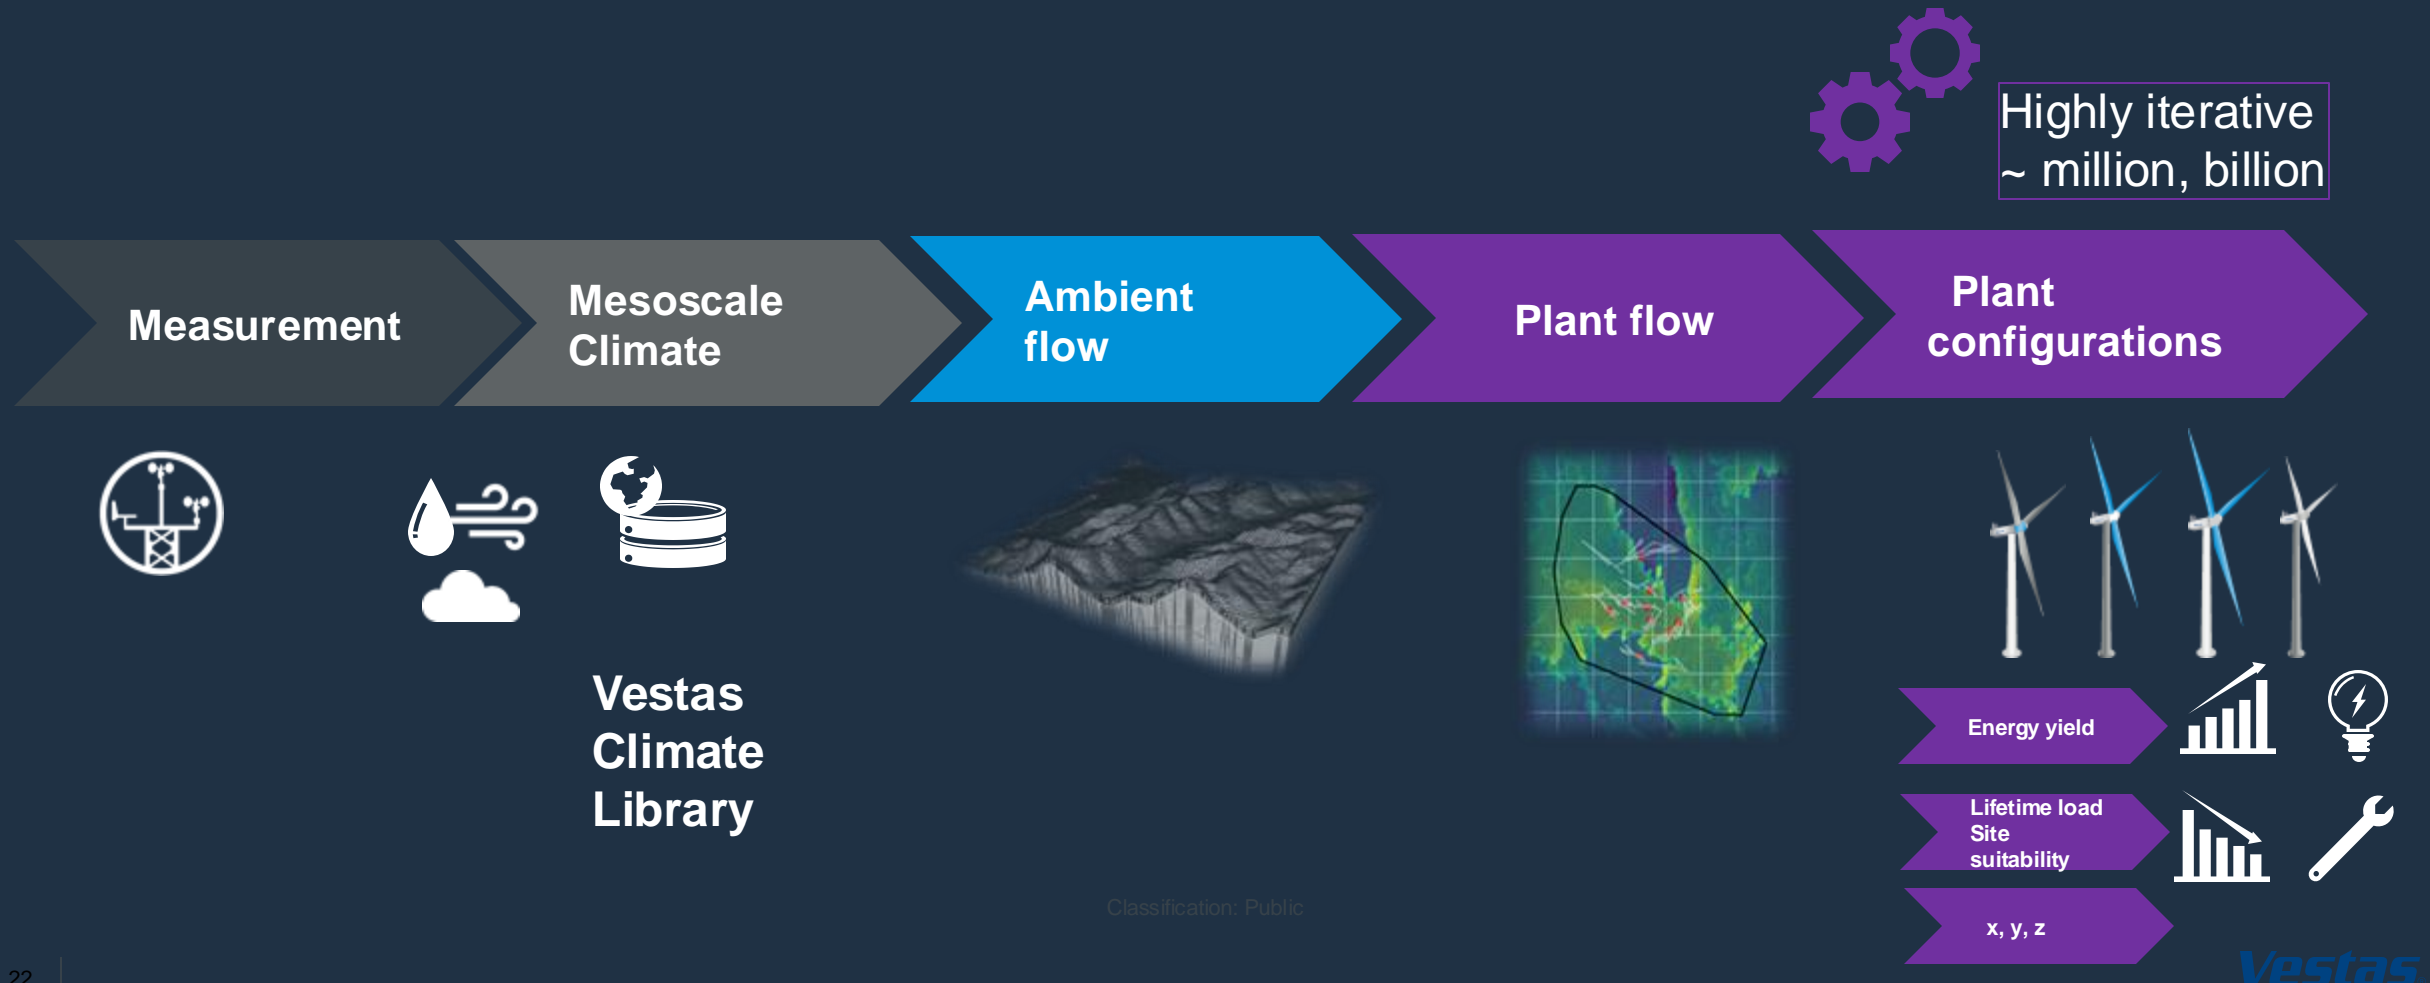 Highly iterative
~ million, billion
Measurement
Mesoscale
Climate
Ambient
flow
Plant flow
Plant
configurations
Vestas
Climate
Library
Energy yield
Lifetime load
Site
suitability
x, y, z
Classification: Public
22
Vestas